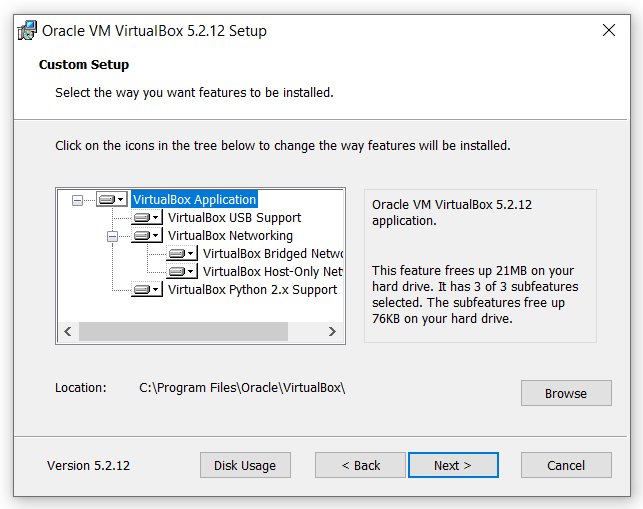 Oracle VM VirtualBox 5.2.12 Setup
Custom Setup
Select the way you want features to be installed.
Click on the icons in the tree below to change the way features will be installed.
VirtualBox Application
VirtualBox USB Support
VirtualBox Networking
VirtualBox Bridged Netw
VirtualBox Host-Only Net
VirtualBox Python 2.x Support
Oracle VM VirtualBox 5.2.12
application.
This feature frees up 21MB on your
hard drive. It has 3 of 3 subfeatures
selected. The subfeatures free up
76KB on your hard drive.
Location:
C:\Program Files\Oracle\VirtualBox\
Browse
Version 5.2.12
Disk Usage
< Back
Next >
Cancel